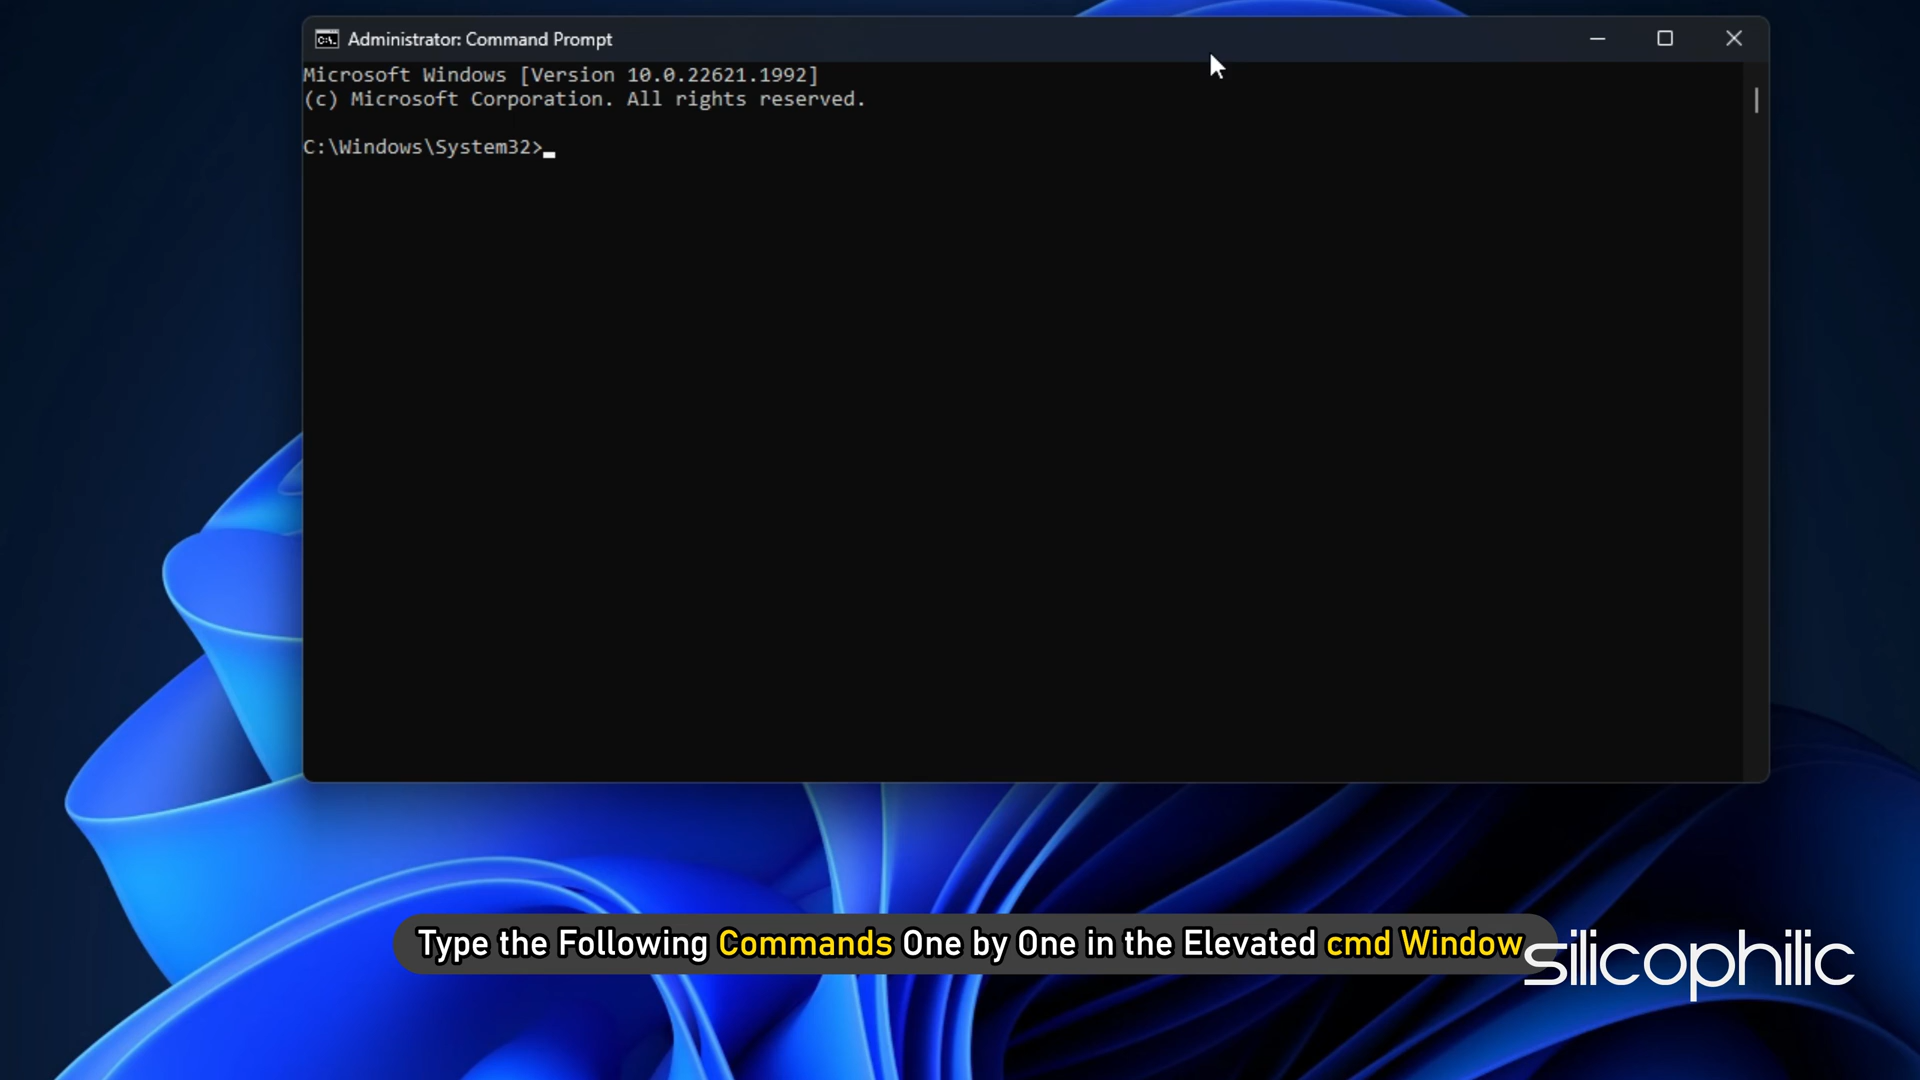 Administrator: Command Prompt
Microsoft Windows [Version 10.0.22621.1992]
(c) Microsoft Corporation. All rights reserved.
C:\Windows\System32>
Type the Following Commands One by One in the Elevated cmd Window
silicophilic